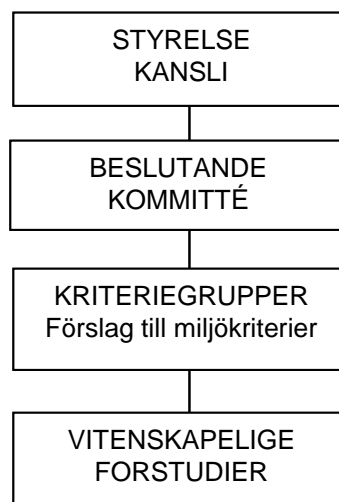 STYRELSE
KANSLI
BESLUTANDE
KOMMITTÉ
KRITERIEGRUPPER
Förslag till miljökriterier
VITENSKAPELIGE
FORSTUDIER